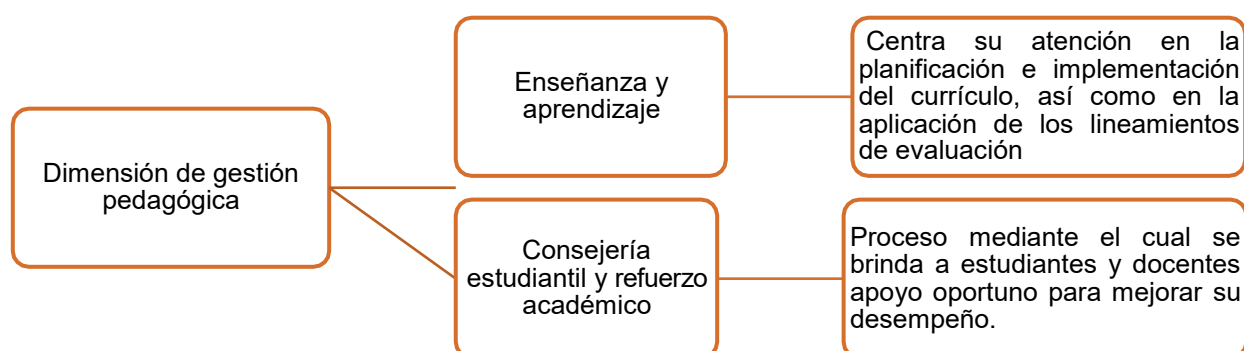 Dimensión de gestión
pedagógica
Enseñanza y
aprendizaje
Centra su atención en la
planificación e implementación
del currículo, así como en la
aplicación de los lineamientos
de evaluación
Consejería
estudiantil y refuerzo
académico
Proceso mediante el cual se
brinda a estudiantes y docentes
apoyo oportuno para mejorar su
desempeño.